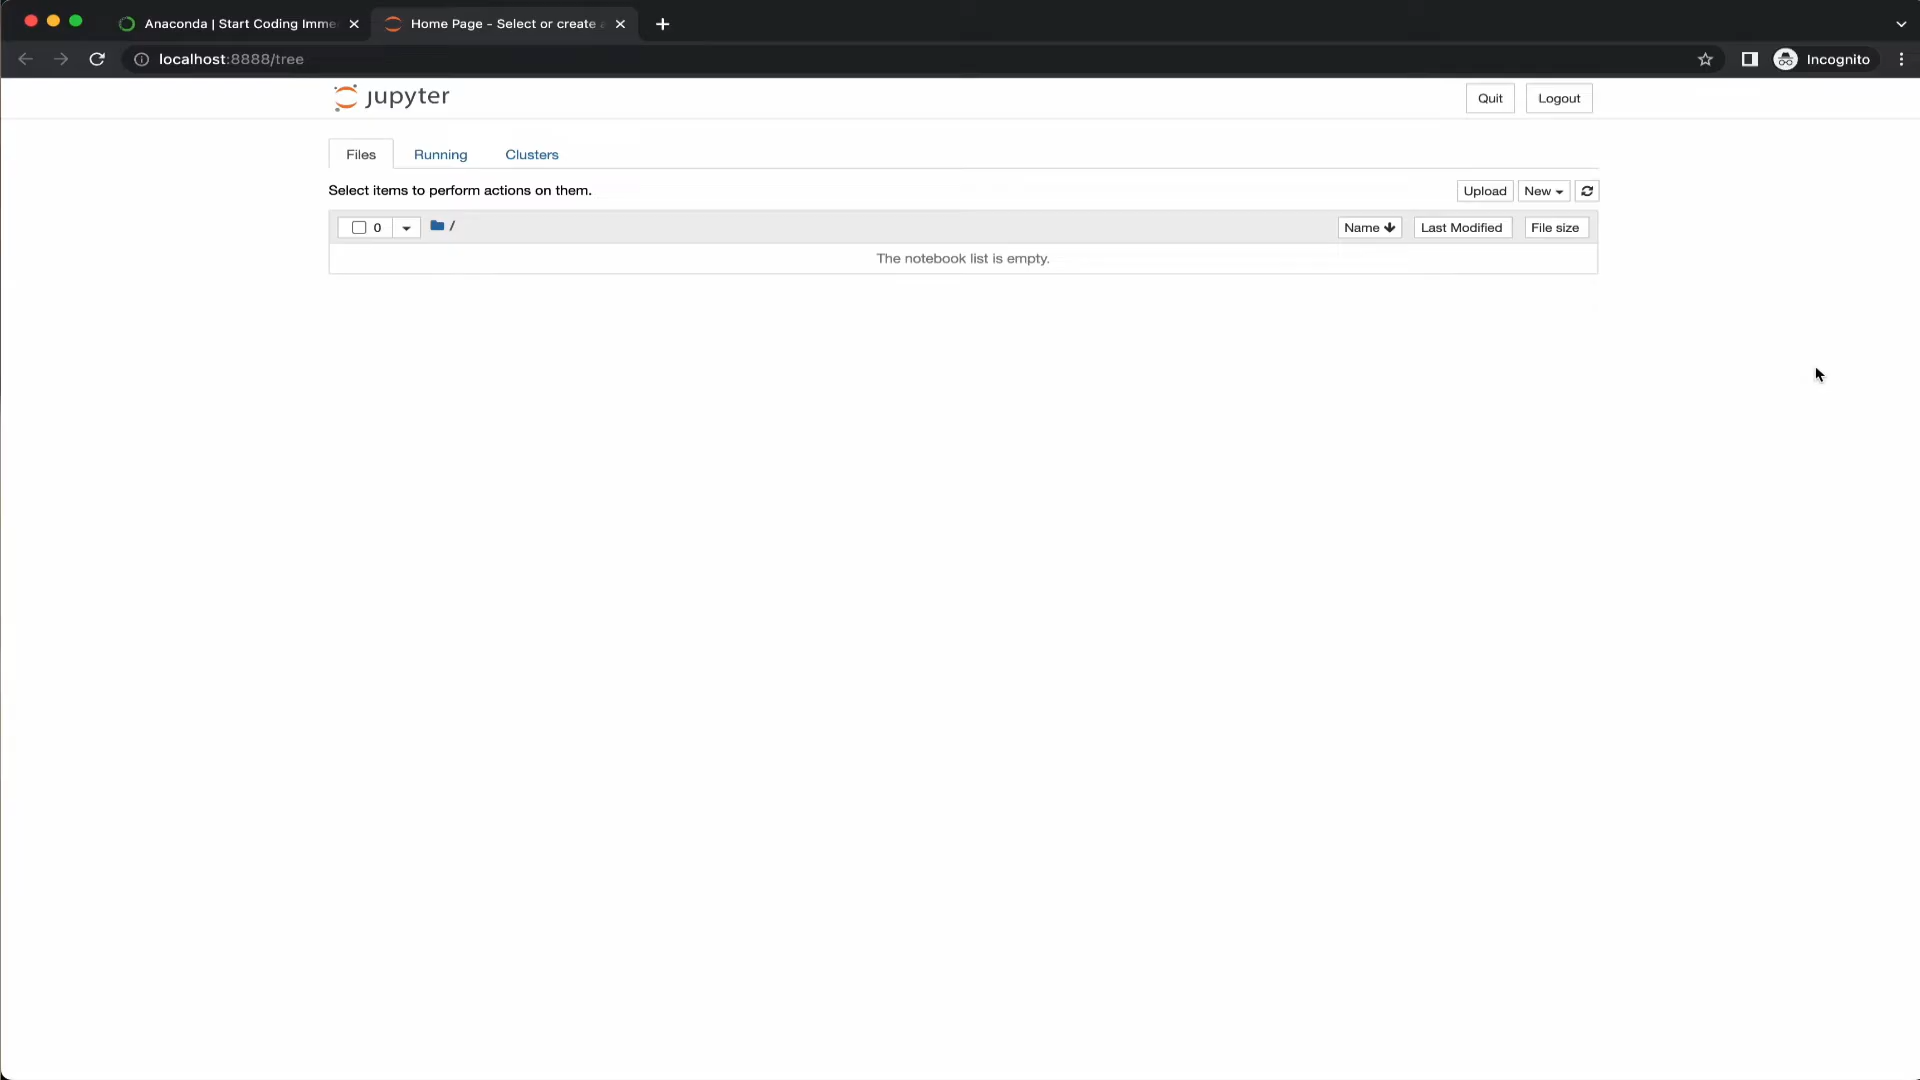 Anaconda | Start Coding Imme
Home Page - Select or create a
localhost:8888/tree
Incognito
jupyter
Quit
Logout
Files
Running
Clusters
Select items to perform actions on them.
Upload
New
0
/
Name
Last Modified
File size
The notebook list is empty.